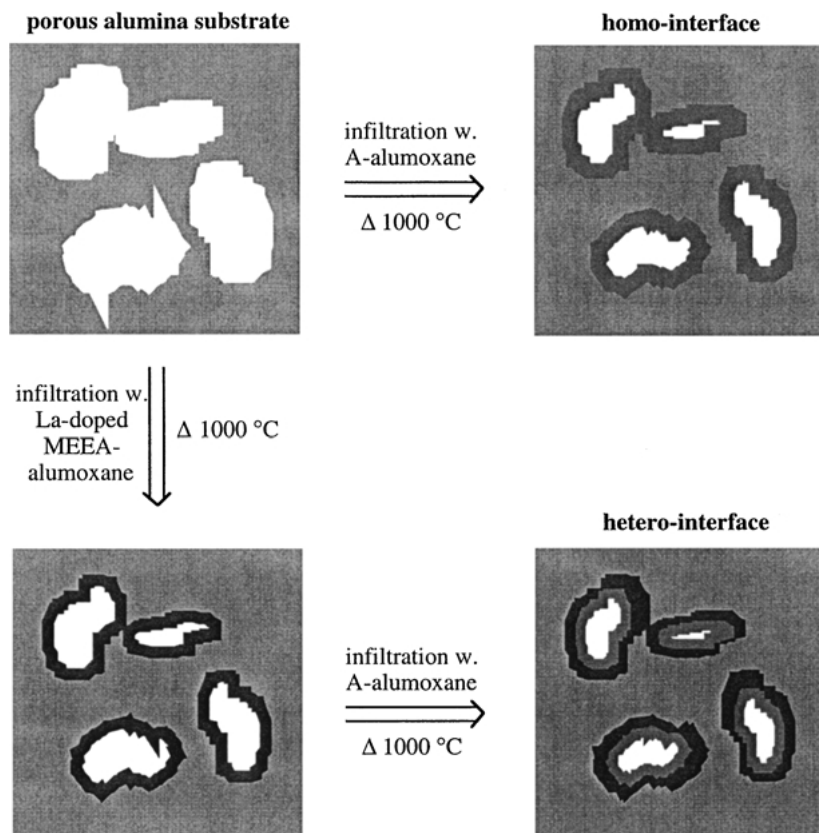 porous alumina substrate
homo-interface
infiltration w.
A-alumoxane
Δ 1000 °C
infiltration w.
La-doped
MEEA-
alumoxane
Δ 1000 °C
hetero-interface
infiltration w.
A-alumoxane
Δ 1000 °C